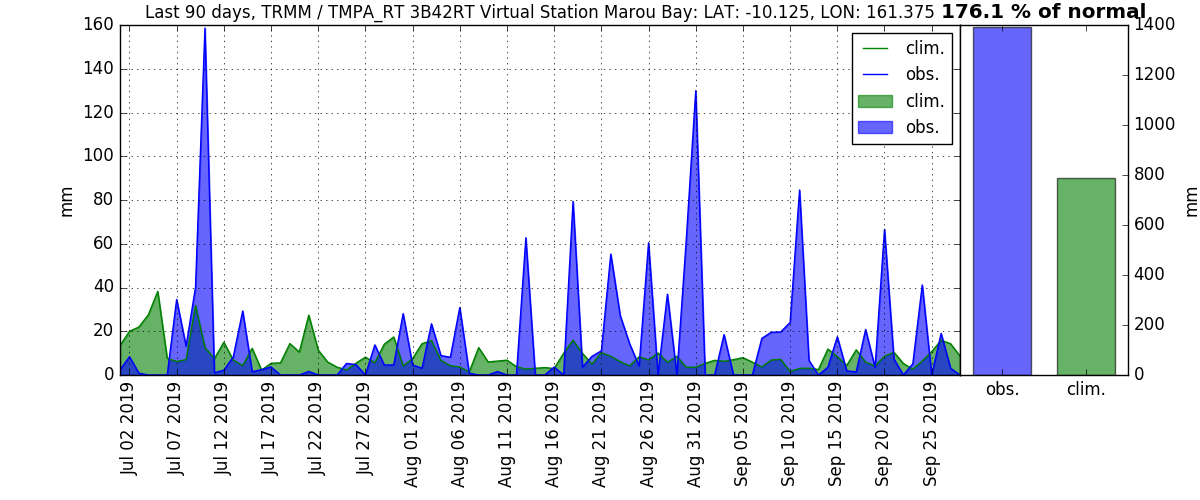 Last 90 days, TRMM / TMPA_RT 3B42RT Virtual Station Marou Bay: LAT: -10.125, LON: 161.375 176.1 % of normal
160
140
120
100
80
60
40
20
0
mm
clim.
obs.
clim.
obs.
1400
1200
1000
800
600
400
200
0
mm
obs. clim.
Jul 02 2019
Jul 07 2019
Jul 12 2019
Jul 17 2019
Jul 22 2019
Jul 27 2019
Aug 01 2019
Aug 06 2019
Aug 11 2019
Aug 16 2019
Aug 21 2019
Aug 26 2019
Aug 31 2019
Sep 05 2019
Sep 10 2019
Sep 15 2019
Sep 20 2019
Sep 25 2019